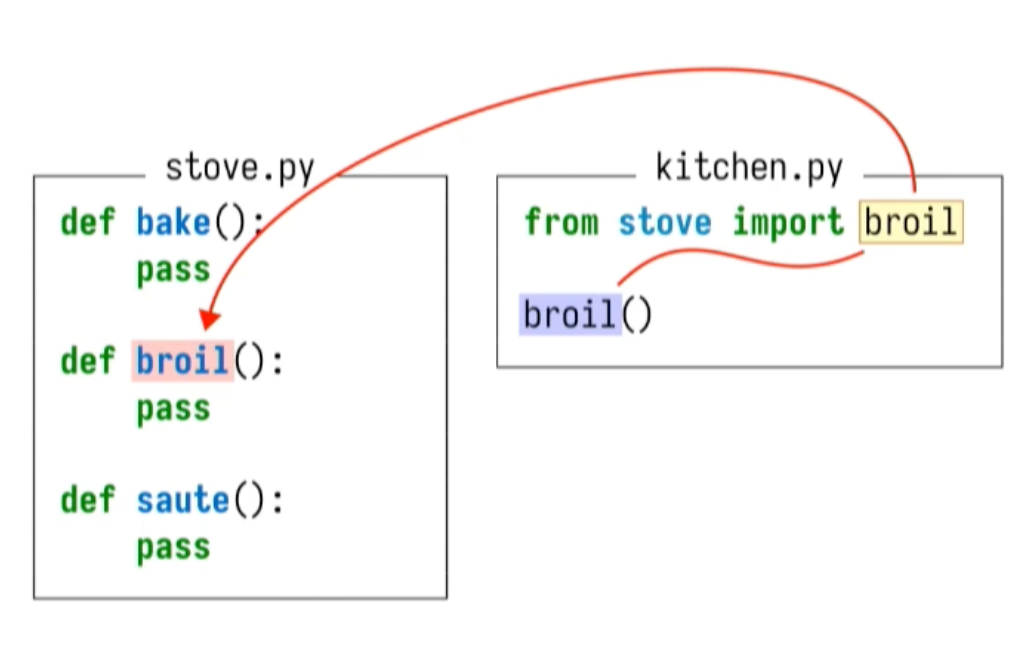 stove.py
def bake():
    pass
def broil():
    pass
def saute():
    pass
kitchen.py
from stove import broil
broil()